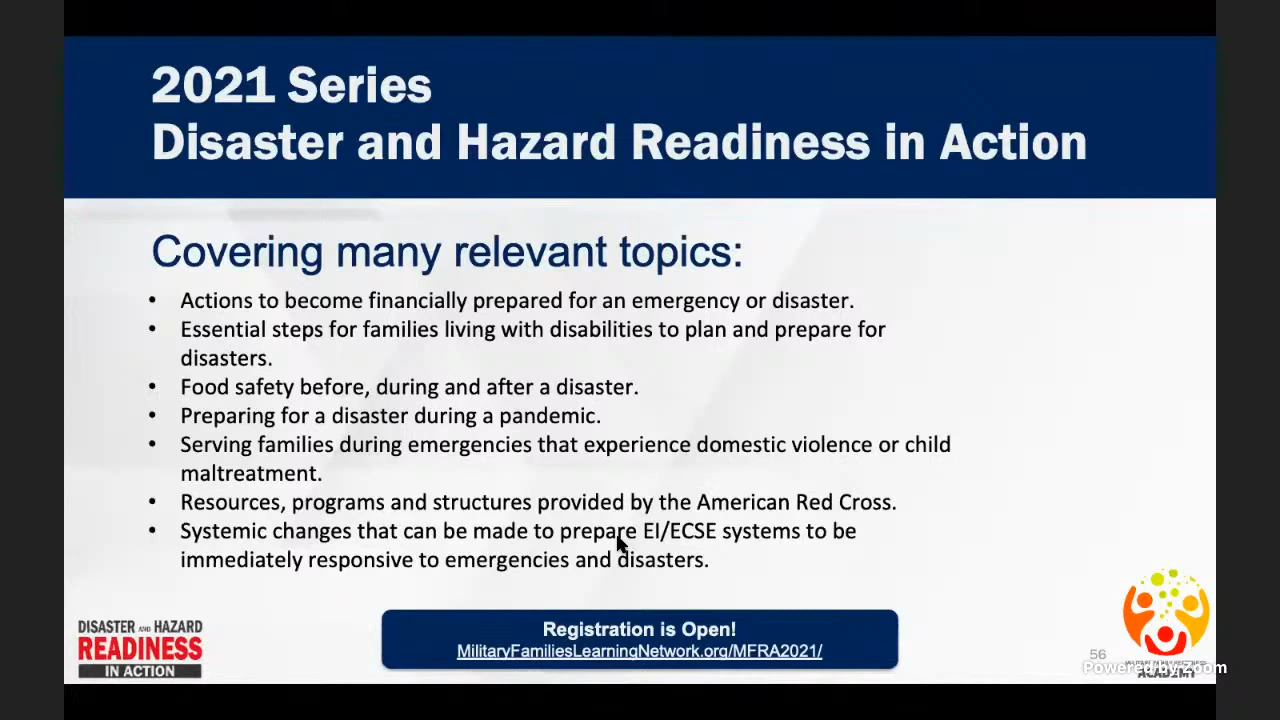 2021 Series
Disaster and Hazard Readiness in Action
Covering many relevant topics:
• Actions to become financially prepared for an emergency or disaster.
• Essential steps for families living with disabilities to plan and prepare for
disasters.
• Food safety before, during and after a disaster.
• Preparing for a disaster during a pandemic.
• Serving families during emergencies that experience domestic violence or child
maltreatment.
• Resources, programs and structures provided by the American Red Cross.
• Systemic changes that can be made to prepare EI/ECSE systems to be
immediately responsive to emergencies and disasters.
DISASTER AND HAZARD
READINESS
IN ACTION
Registration is Open!
MilitaryFamiliesLearningNetwork.org/MFRA2021/
56
Powered by zoom
ACADEMY